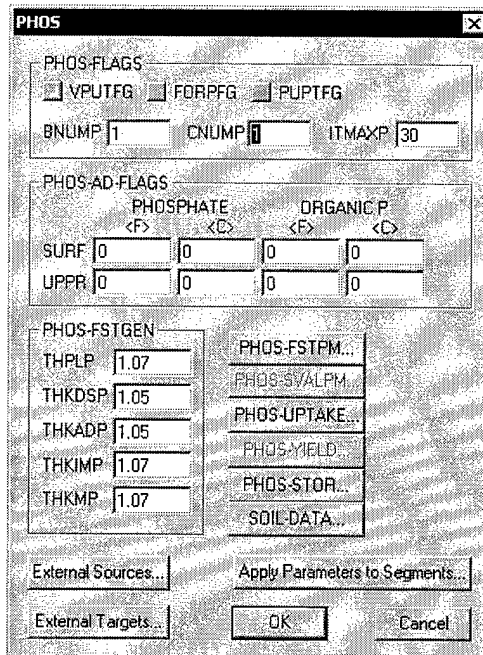 PHOS
PHOS-FLAGS
VPUTFG FORPFG PUPTFG
BNUMP 1 CNUMP 1 ITMAXP 30
PHOS-AD-FLAGS
PHOSPHATE ORGANIC P
<F> <C> <F> <C>
SURF 0 0 0 0
UPPR 0 0 0 0
PHOS-FSTGEN
THPLP 1.07
THKDSP 1.05
THKADP 1.05
THKIMP 1.07
THKMP 1.07
PHOS-FSTPM...
PHOS-SVALPM...
PHOS-UPTAKE...
PHOS-YIELD...
PHOS-STOR...
SOIL-DATA...
External Sources... Apply Parameters to Segments...
External Targets... OK Cancel